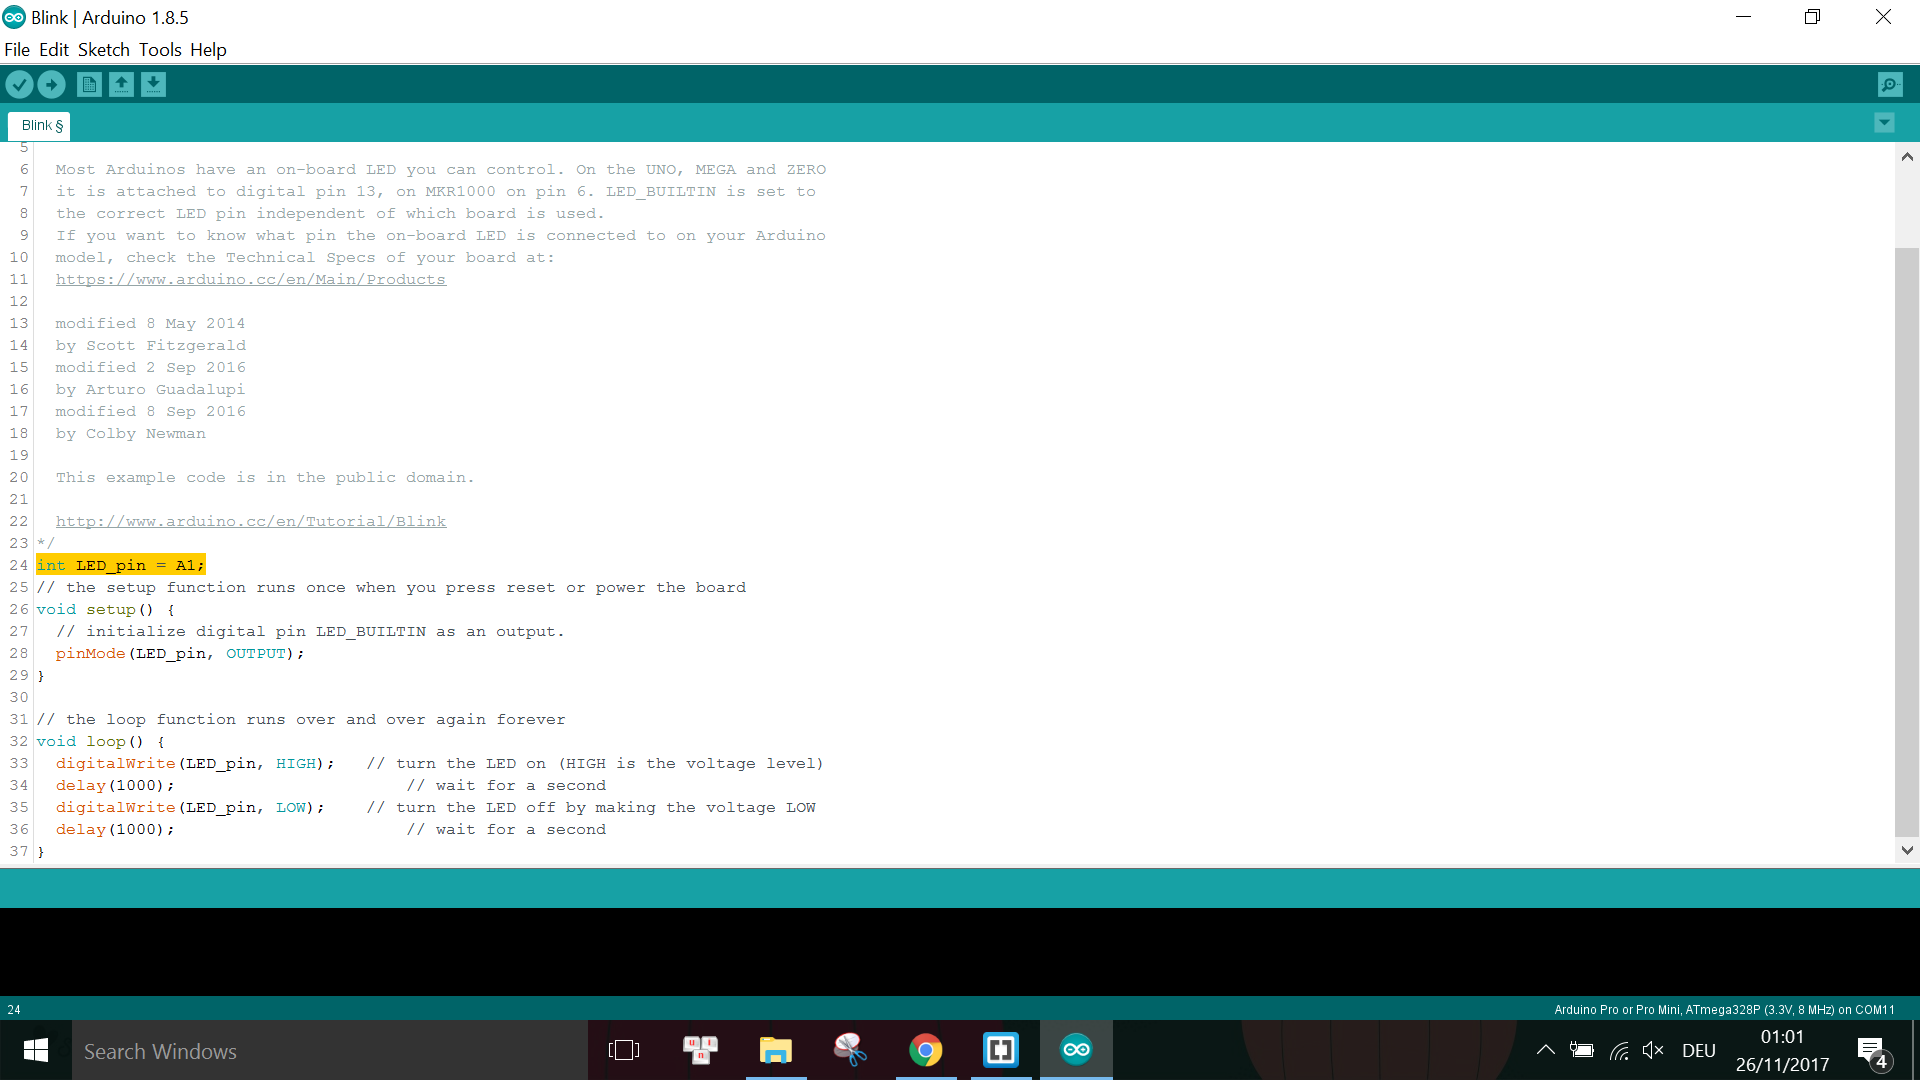 Blink | Arduino 1.8.5
File Edit Sketch Tools Help
Blink §
5
6 Most Arduinos have an on-board LED you can control. On the UNO, MEGA and ZERO
7 it is attached to digital pin 13, on MKR1000 on pin 6. LED_BUILTIN is set to
8 the correct LED pin independent of which board is used.
9 If you want to know what pin the on-board LED is connected to on your Arduino
10 model, check the Technical Specs of your board at:
11 https://www.arduino.cc/en/Main/Products
12
13 modified 8 May 2014
14 by Scott Fitzgerald
15 modified 2 Sep 2016
16 by Arturo Guadalupi
17 modified 8 Sep 2016
18 by Colby Newman
19
20 This example code is in the public domain.
21
22 http://www.arduino.cc/en/Tutorial/Blink
23 */
24 int LED_pin = A1;
25 // the setup function runs once when you press reset or power the board
26 void setup() {
27 // initialize digital pin LED_BUILTIN as an output.
28 pinMode(LED_pin, OUTPUT);
29 }
30
31 // the loop function runs over and over again forever
32 void loop() {
33 digitalWrite(LED_pin, HIGH); // turn the LED on (HIGH is the voltage level)
34 delay(1000); // wait for a second
35 digitalWrite(LED_pin, LOW); // turn the LED off by making the voltage LOW
36 delay(1000); // wait for a second
37 }
24
Arduino Pro or Pro Mini, ATmega328P (3.3V, 8 MHz) on COM11
Search Windows
u n i
DEU
01:01
26/11/2017
4